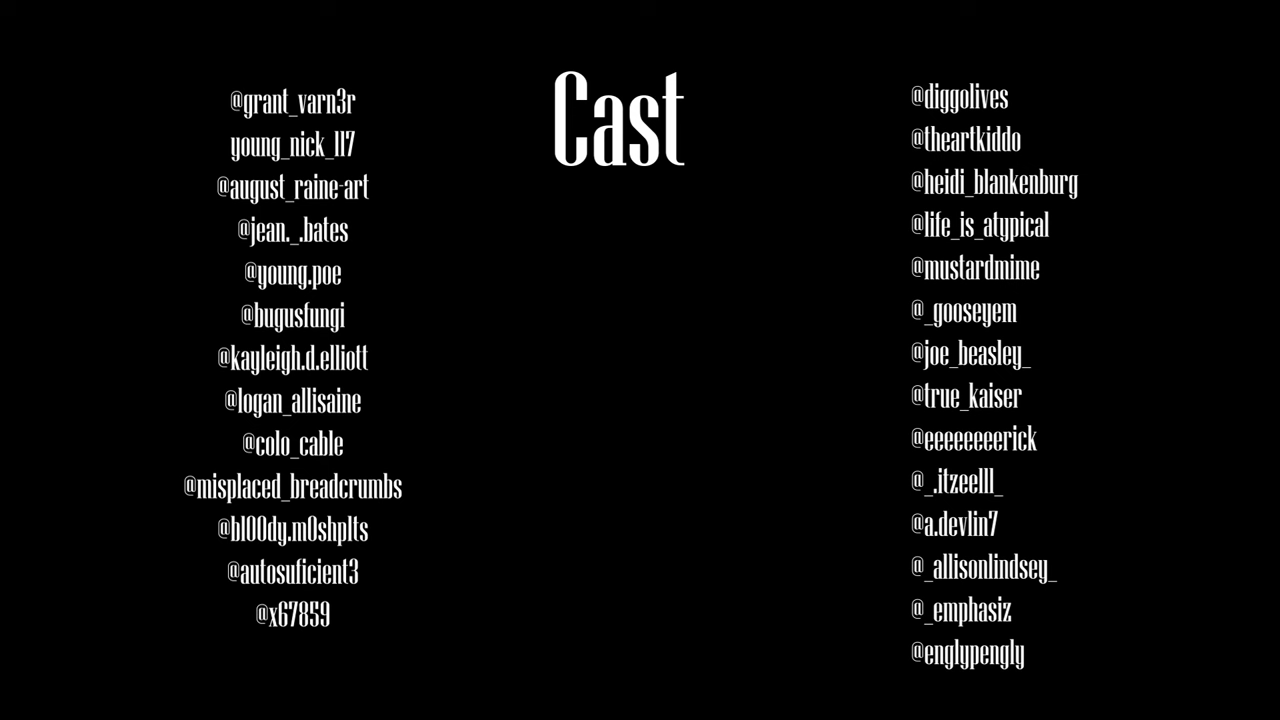 Cast
@grant_varn3r
young_nick_117
@august_raine-art
@jean._.bates
@young.poe
@bugusfungi
@kayleigh.d.elliott
@logan_allisaine
@colo_cable
@misplaced_breadcrumbs
@bl00dy.m0shpIts
@autosuficient3
@x67859
@diggolives
@theartkiddo
@heidi_blankenburg
@life_is_atypical
@mustardmime
@_gooseyem
@joe_beasley_
@true_kaiser
@eeeeeeeerick
@_.itzeelll_
@a.devlin7
@_allisonlindsey_
@_emphasiz
@englypengly